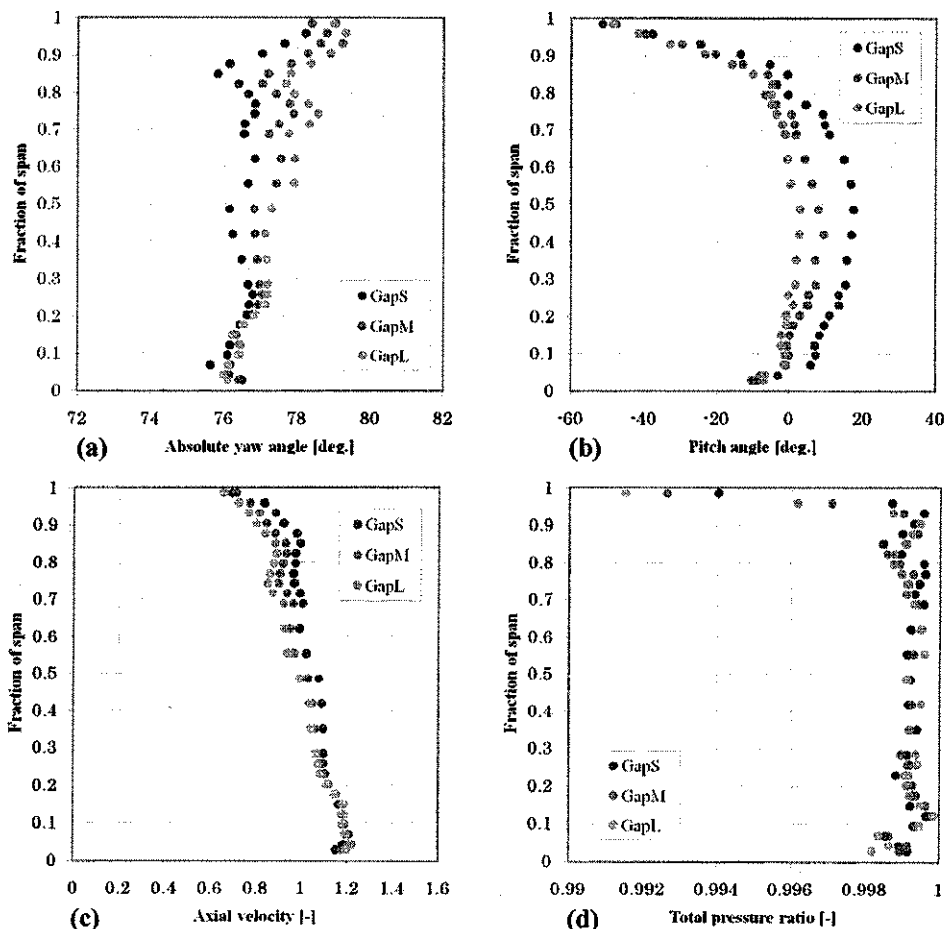 1
0.9
0.8
0.7
0.6
0.5
0.4
0.3
0.2
0.1
0
Fraction of span
GapS
GapM
GapL
72 74 76 78 80 82
(a) Absolute yaw angle [deg.]
1
0.9
0.8
0.7
0.6
0.5
0.4
0.3
0.2
0.1
0
Fraction of span
GapS
GapM
GapL
-60 -40 -20 0 20 40
(b) Pitch angle [deg.]
1
0.9
0.8
0.7
0.6
0.5
0.4
0.3
0.2
0.1
0
Fraction of span
GapS
GapM
GapL
0 0.2 0.4 0.6 0.8 1 1.2 1.4 1.6
(c) Axial velocity [-]
1
0.9
0.8
0.7
0.6
0.5
0.4
0.3
0.2
0.1
0
Fraction of span
GapS
GapM
GapL
0.99 0.992 0.994 0.996 0.998 1
(d) Total pressure ratio [-]